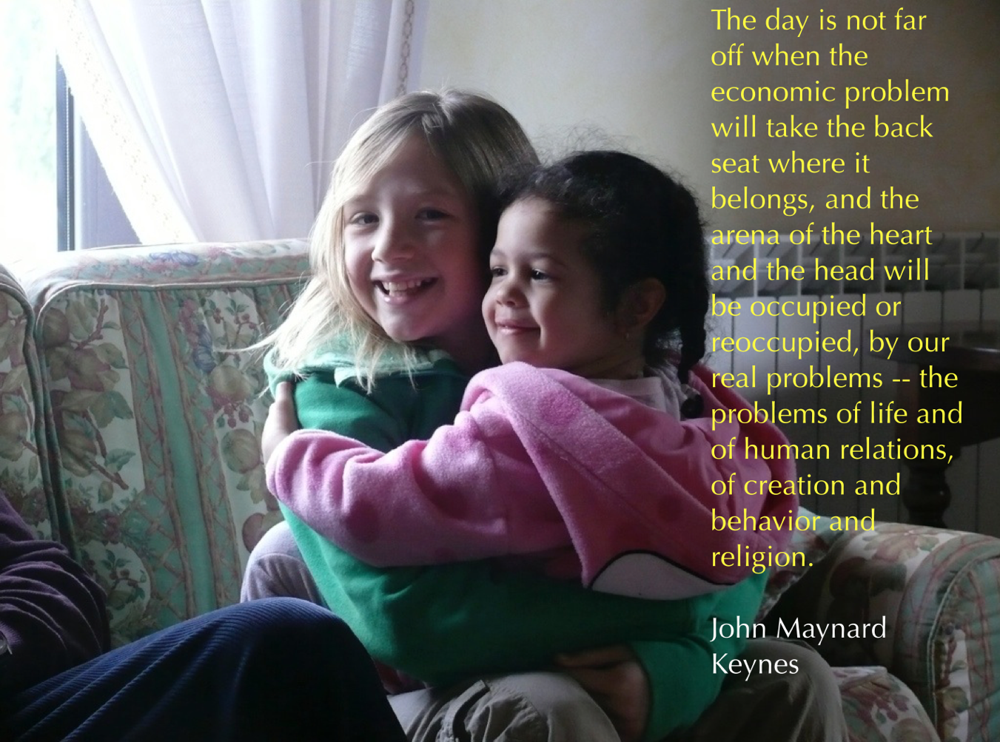 The day is not far
off when the
economic problem
will take the back
seat where it
belongs, and the
arena of the heart
and the head will
be occupied or
reoccupied, by our
real problems -- the
problems of life and
of human relations,
of creation and
behavior and
religion.
John Maynard
Keynes